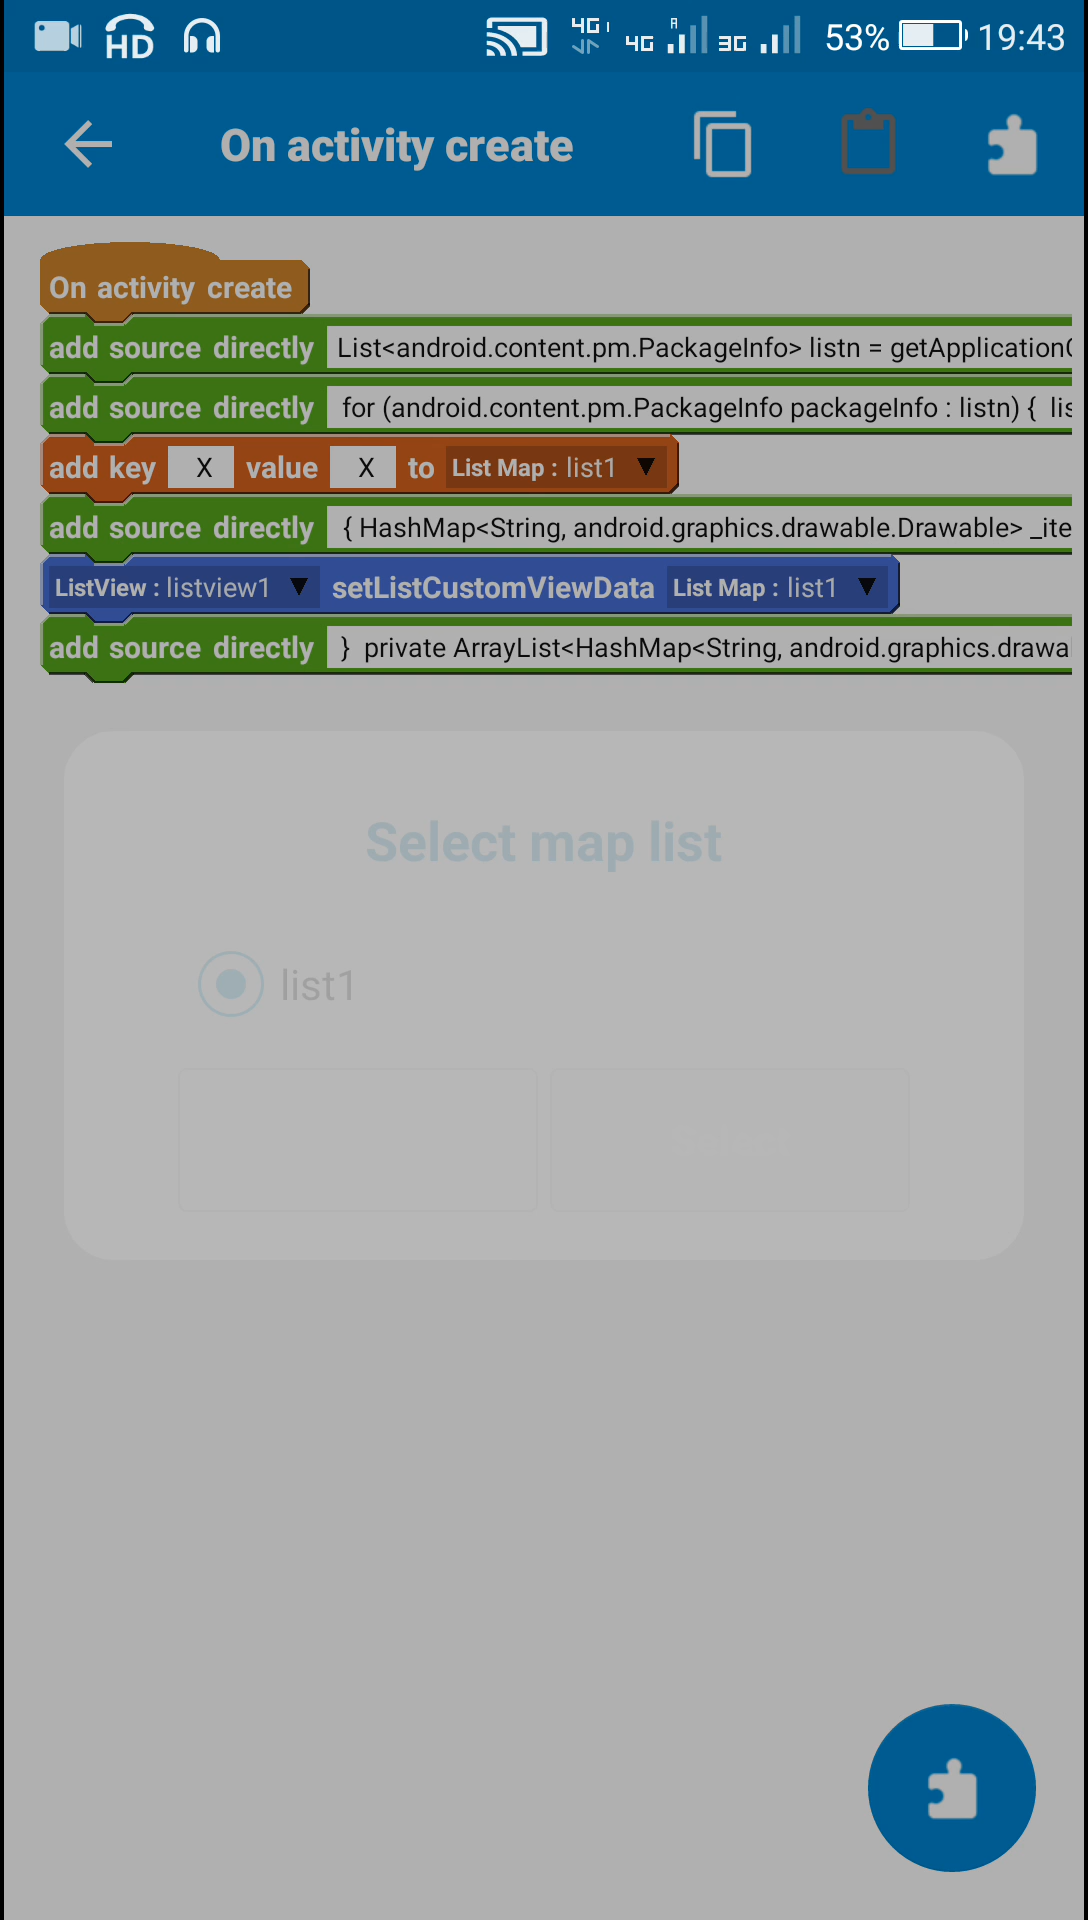 HD 4G 4G R 3G 53% 19:43
On activity create
On activity create
add source directly List<android.content.pm.PackageInfo> listn = getApplication
add source directly for (android.content.pm.PackageInfo packageInfo : listn) { lis
add key X value X to List Map : list1
add source directly { HashMap<String, android.graphics.drawable.Drawable> _ite
ListView : listview1 setListCustomViewData List Map : list1
add source directly } private ArrayList<HashMap<String, android.graphics.drawa
Select map list
list1